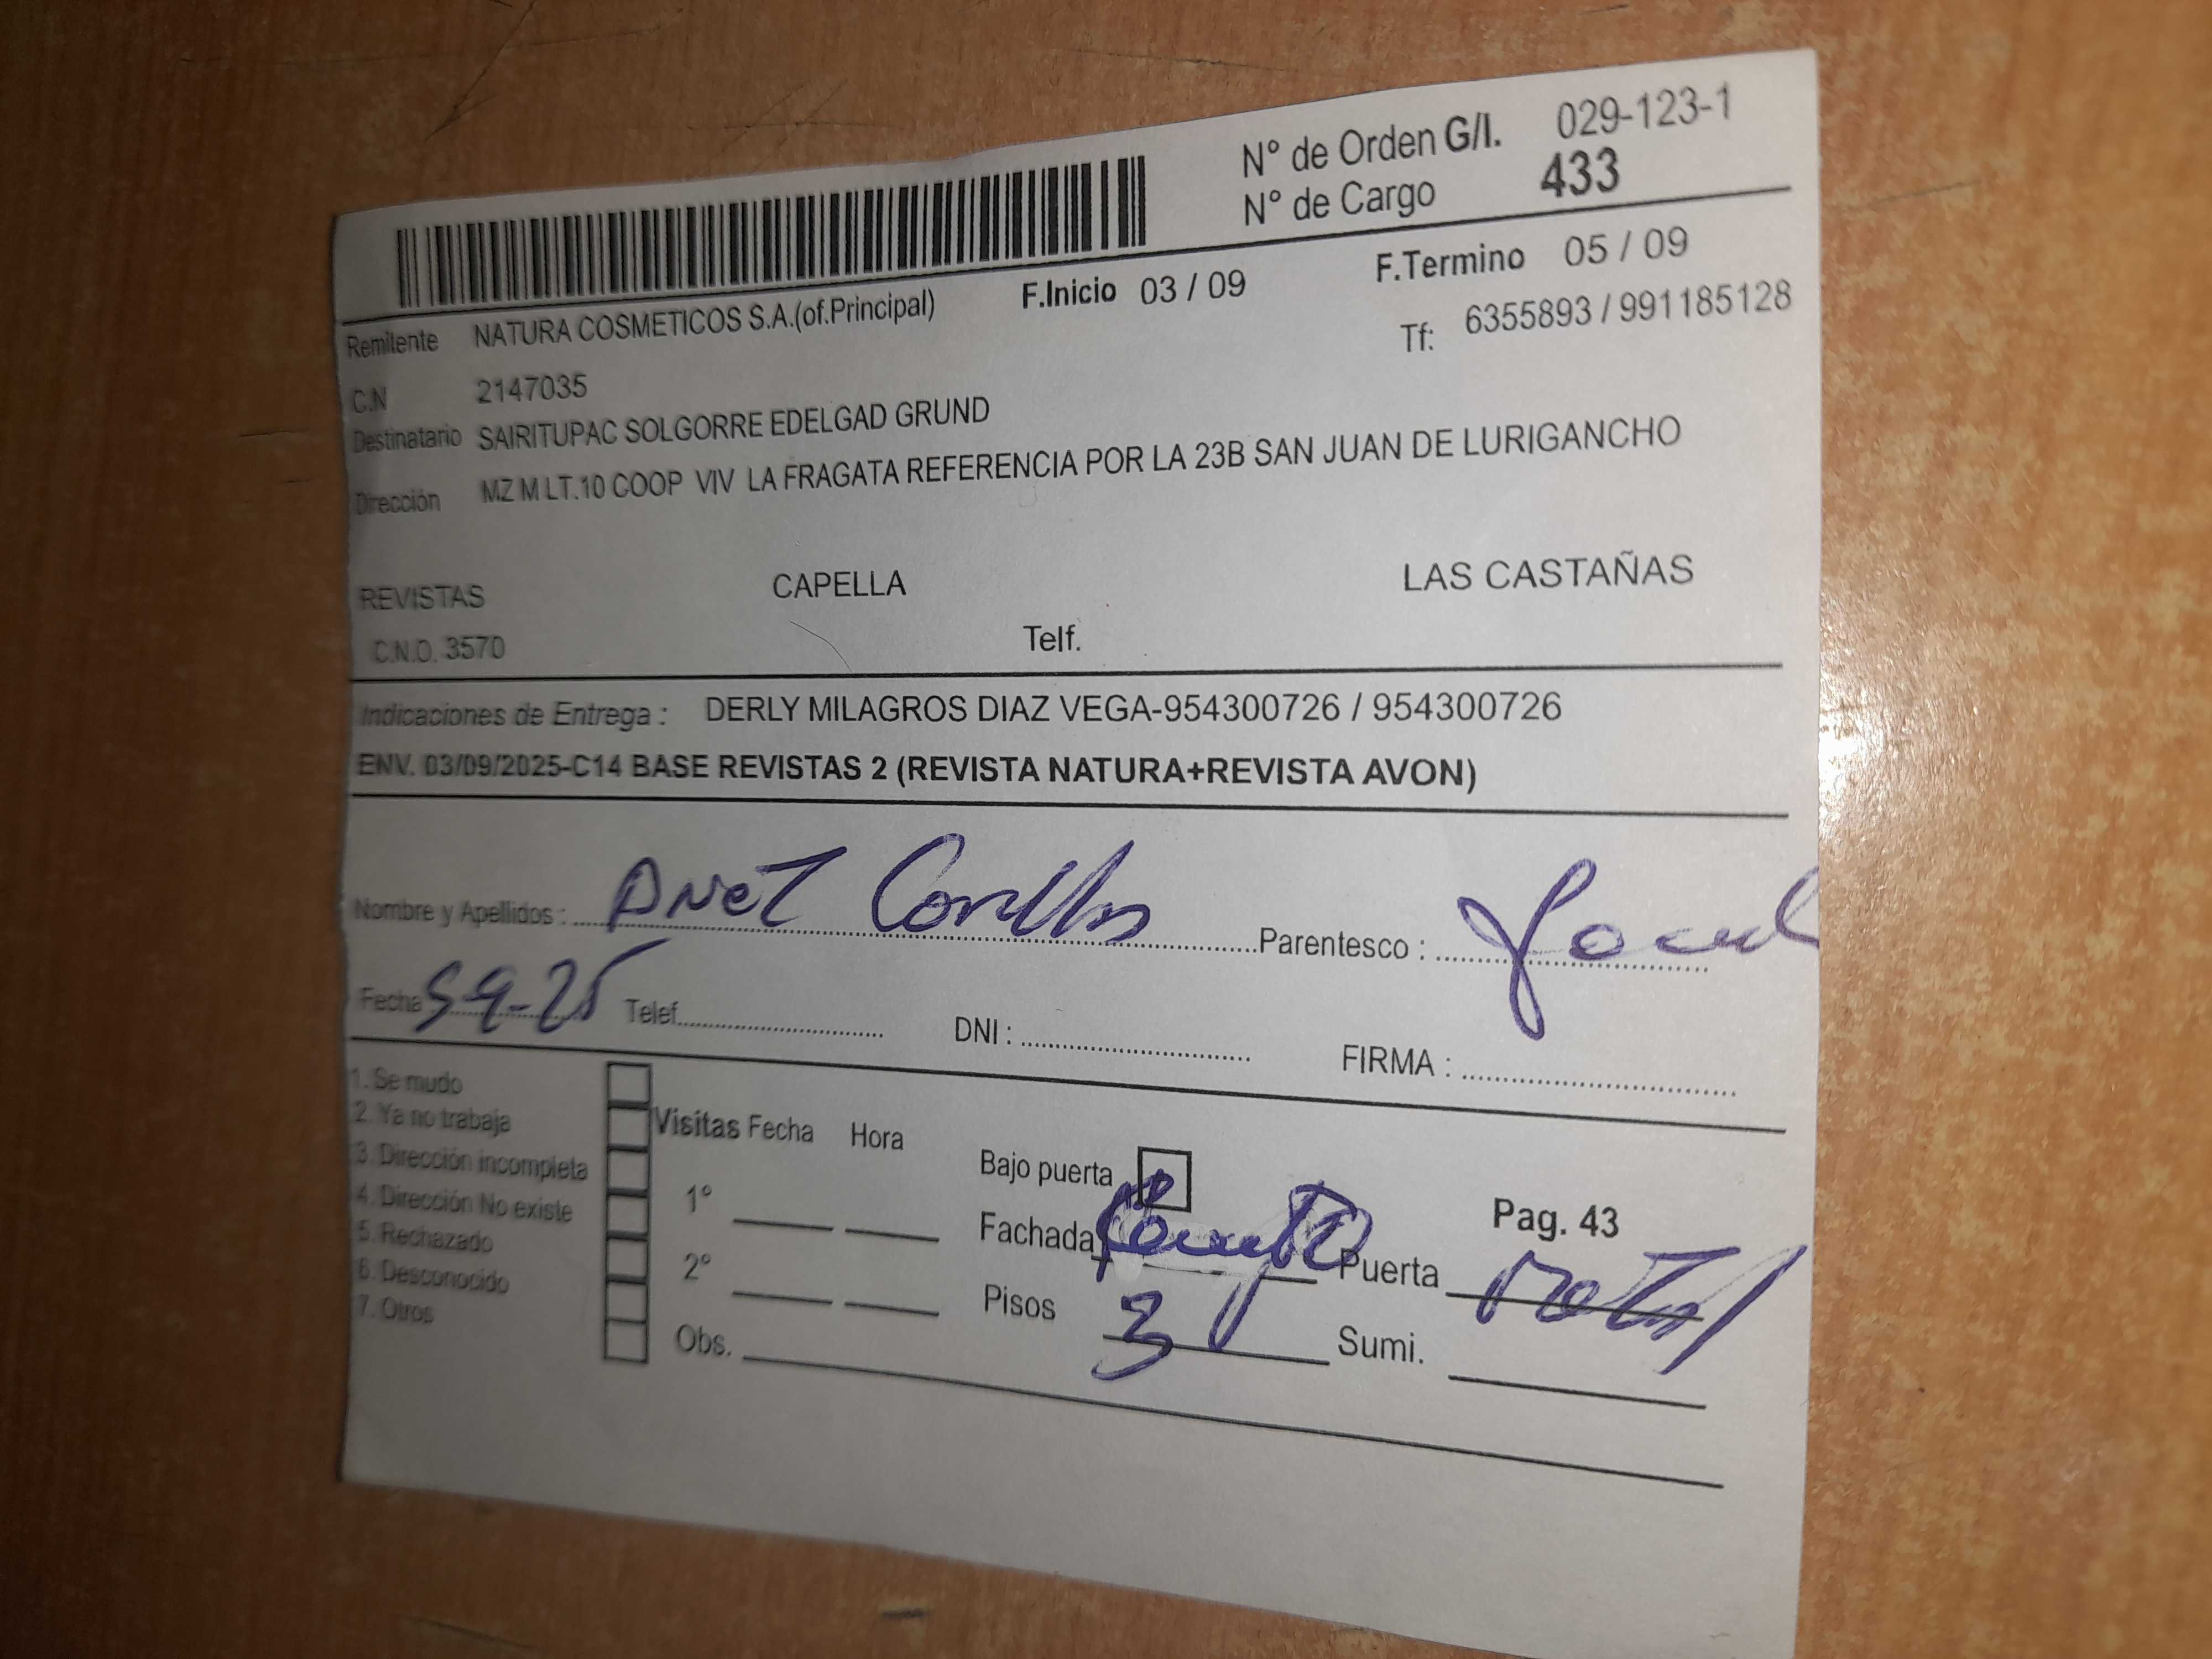 N° de Orden G/I. 029-123-1
N° de Cargo 433
F.Inicio 03 / 09 F.Termino 05 / 09
Remitente NATURA COSMETICOS S.A.(of.Principal) Tf: 6355893 / 991185128
C.N 2147035
Destinatario SAIRITUPAC SOLGORRE EDELGAD GRUND
Dirección MZ M LT.10 COOP VIV LA FRAGATA REFERENCIA POR LA 23B SAN JUAN DE LURIGANCHO
REVISTAS CAPELLA LAS CASTAÑAS
C.N.O. 3570 Telf.
Indicaciones de Entrega : DERLY MILAGROS DIAZ VEGA-954300726 / 954300726
ENV. 03/09/2025-C14 BASE REVISTAS 2 (REVISTA NATURA+REVISTA AVON)
Nombre y Apellidos : ANeT Parentesco :
Fecha 5 9-25 Telef. DNI : FIRMA :
1. Se mudo
2. Ya no trabaja
3. Dirección incompleta
4. Dirección No existe
5. Rechazado
6. Desconocido
7. Otros
Visitas Fecha Hora
1°
2°
Obs.
Bajo puerta
Fachada
Pisos 3
Pag. 43
Puerta
Sumi.